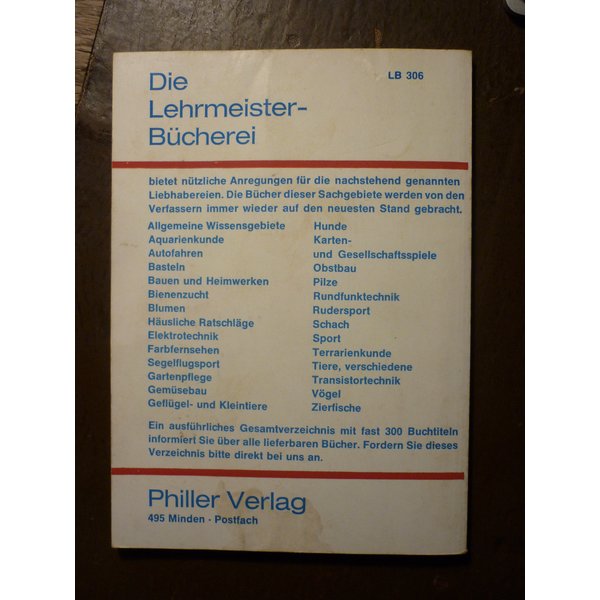 Die
Lehrmeister-
Bücherei
LB 306
bietet nützliche Anregungen für die nachstehend genannten
Liebhabereien. Die Bücher dieser Sachgebiete werden von den
Verfassern immer wieder auf den neuesten Stand gebracht.
Allgemeine Wissensgebiete
Aquarienkunde
Autofahren
Basteln
Bauen und Heimwerken
Bienenzucht
Blumen
Häusliche Ratschläge
Elektrotechnik
Farbfernsehen
Segelflugsport
Gartenpflege
Gemüsebau
Geflügel- und Kleintiere
Hunde
Karten-
und Gesellschaftsspiele
Obstbau
Pilze
Rundfunktechnik
Rudersport
Schach
Sport
Terrarienkunde
Tiere, verschiedene
Transistortechnik
Vögel
Zierfische
Ein ausführliches Gesamtverzeichnis mit fast 300 Buchtiteln
informiert Sie über alle lieferbaren Bücher. Fordern Sie dieses
Verzeichnis bitte direkt bei uns an.
Philler Verlag
495 Minden - Postfach